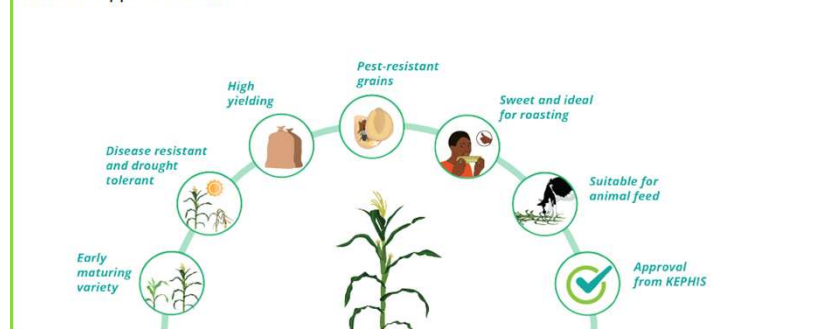 Pest-resistant
grains
High
yielding
Sweet and ideal
for roasting
Disease resistant
and drought
tolerant
Suitable for
animal feed
Early
maturing
variety
Approval
from KEPHIS